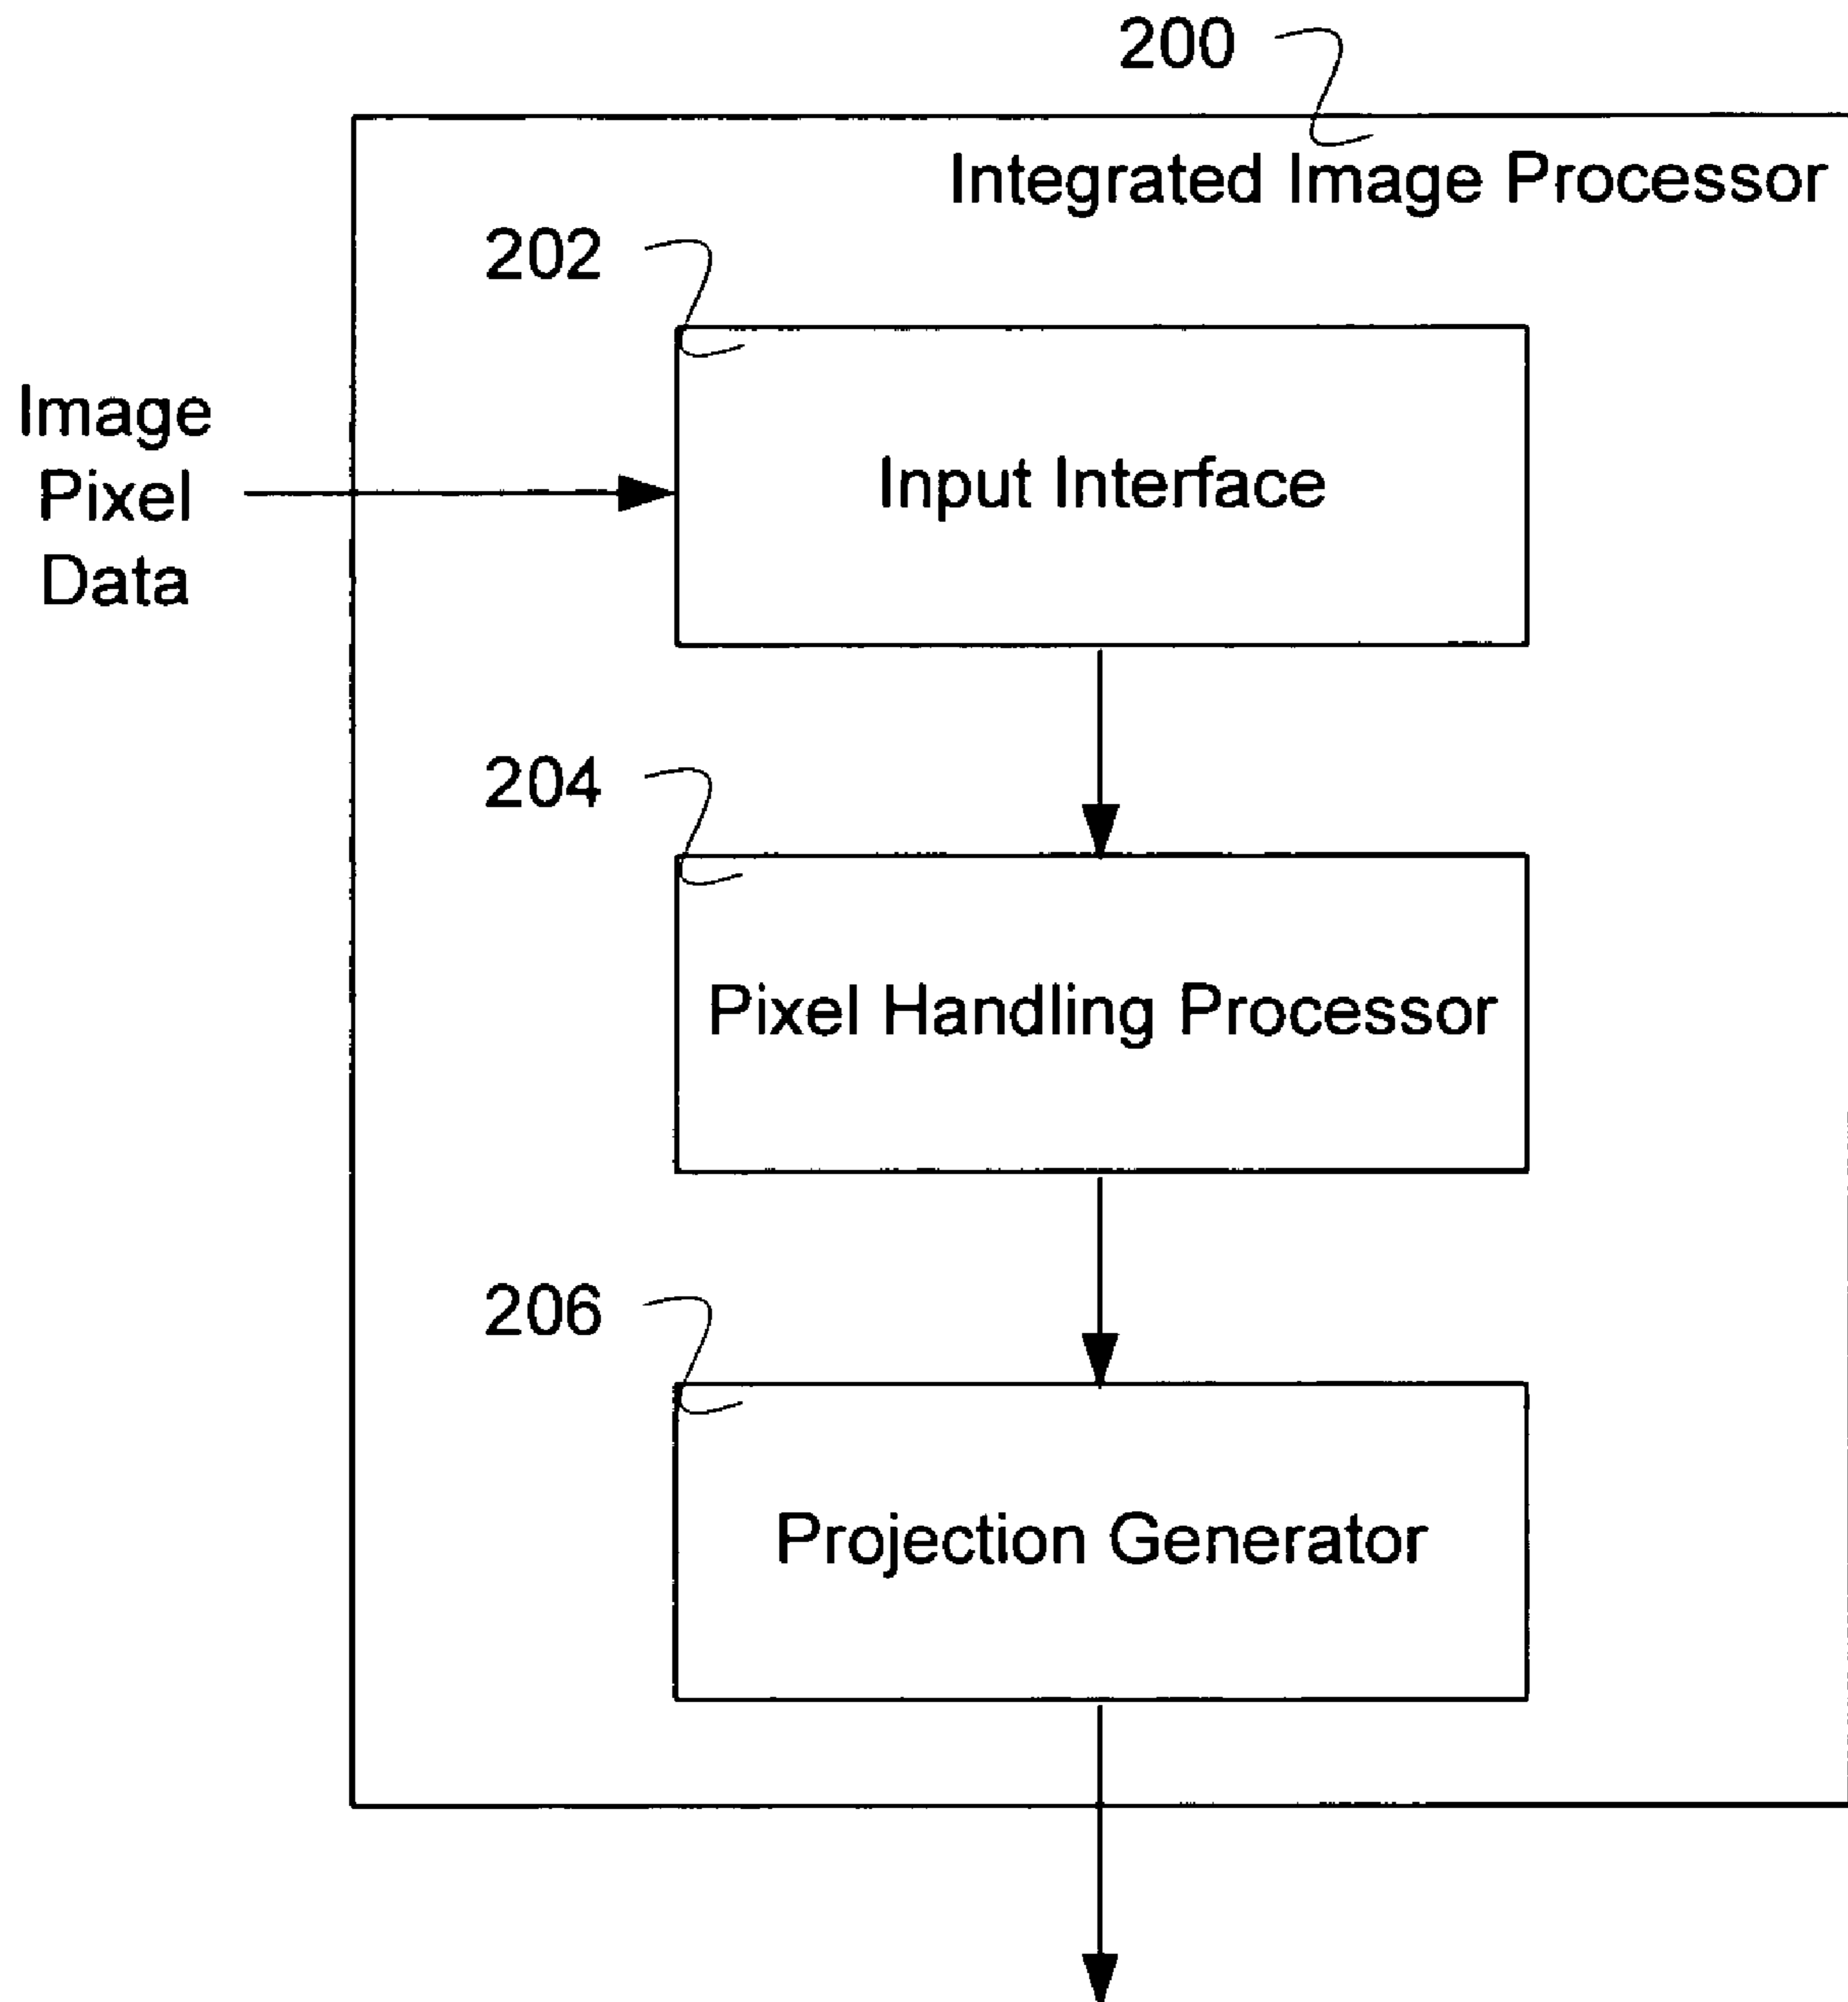 200
Integrated Image Processor
202
Image
Pixel
Data
Input Interface
204
Pixel Handling Processor
206
Projection Generator